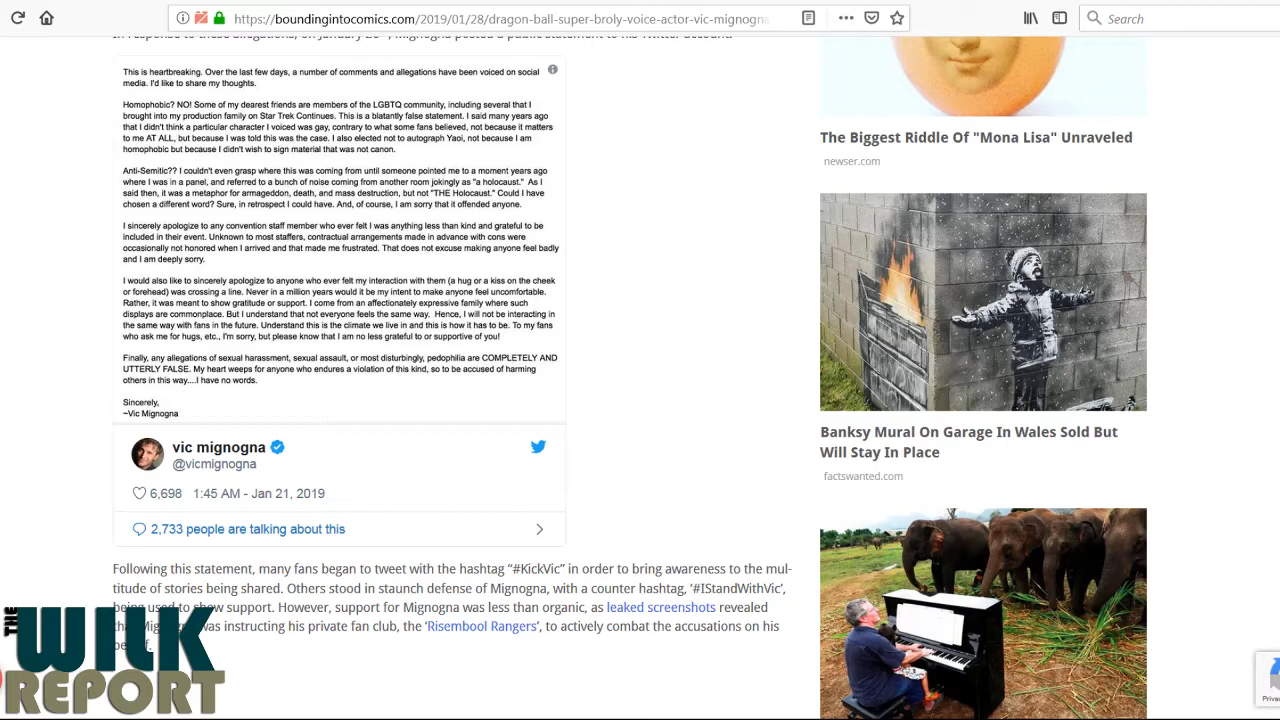 https://boundingintocomics.com/2019/01/28/dragon-ball-super-broly-voice-actor-vic-mignogna
Search
This is heartbreaking. Over the last few days, a number of comments and allegations have been voiced on social
media. I'd like to share my thoughts.
Homophobic? NO! Some of my dearest friends are members of the LGBTQ community, including several that I
brought into my production family on Star Trek Continues. This is a blatantly false statement. I said many years ago
that I didn't think a particular character I voiced was gay, contrary to what some fans believed, not because it matters
to me AT ALL, but because I was told this was the case. I also elected not to autograph Yaoi, not because I am
homophobic but because I didn't wish to sign material that was not canon.
Anti-Semitic?? I couldn't even grasp where this was coming from until someone pointed me to a moment years ago
where I was in a panel, and referred to a bunch of noise coming from another room jokingly as "a holocaust." As I
said then, it was a metaphor for armageddon, death, and mass destruction, but not "THE Holocaust." Could I have
chosen a different word? Sure, in retrospect I could have. And, of course, I am sorry that it offended anyone.
I sincerely apologize to any convention staff member who ever felt I was anything less than kind and grateful to be
included in their event. Unknown to most staffers, contractual arrangements made in advance with cons were
occasionally not honored when I arrived and that made me frustrated. That does not excuse making anyone feel badly
and I am deeply sorry.
I would also like to sincerely apologize to anyone who ever felt my interaction with them (a hug or a kiss on the cheek
or forehead) was crossing a line. Never in a million years would it be my intent to make anyone feel uncomfortable.
Rather, it was meant to show gratitude or support. I come from an affectionately expressive family where such
displays are commonplace. But I understand that not everyone feels the same way. Hence, I will not be interacting in
the same way with fans in the future. Understand this is the climate we live in and this is how it has to be. To my fans
who ask me for hugs, etc., I'm sorry, but please know that I am no less grateful to or supportive of you!
Finally, any allegations of sexual harassment, sexual assault, or most disturbingly, pedophilia are COMPLETELY AND
UTTERLY FALSE. My heart weeps for anyone who endures a violation of this kind, so to be accused of harming
others in this way....I have no words.
Sincerely,
~Vic Mignogna
vic mignogna
@vicmignogna
6,698 1:45 AM - Jan 21, 2019
2,733 people are talking about this
Following this statement, many fans began to tweet with the hashtag "#KickVic" in order to bring awareness to the mul-
titude of stories being shared. Others stood in staunch defense of Mignogna, with a counter hashtag, '#IStandWithVic',
being used to show support. However, support for Mignogna was less than organic, as leaked screenshots revealed
was instructing his private fan club, the 'Risembool Rangers', to actively combat the accusations on his
THE
WILK
REPORT
The Biggest Riddle Of "Mona Lisa" Unraveled
newser.com
Banksy Mural On Garage In Wales Sold But
Will Stay In Place
factswanted.com